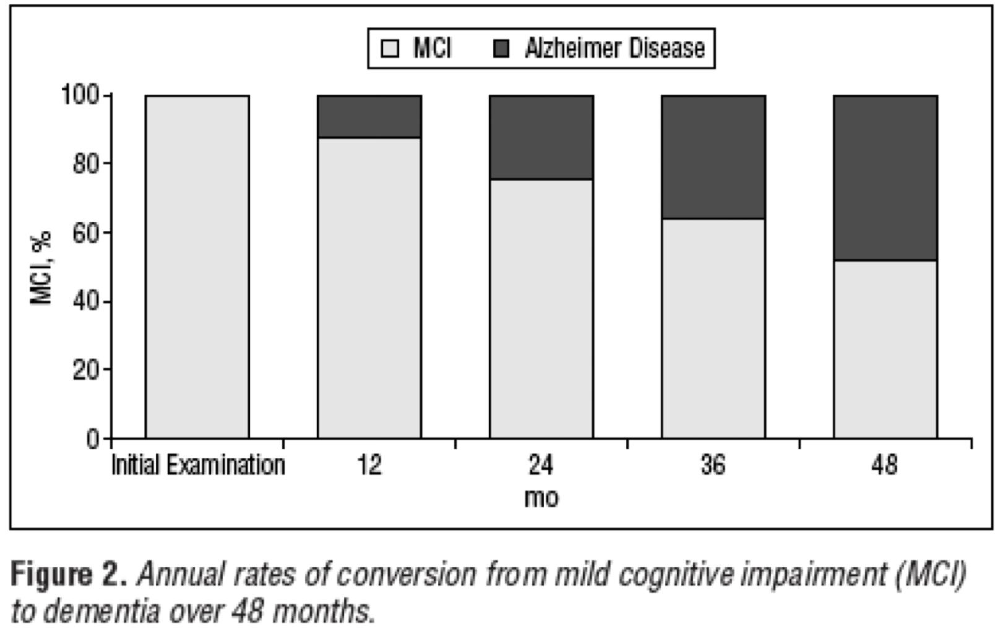 MCI Alzheimer Disease
100
80
60
40
20
0
MCI, %
Initial Examination 12 24 36 48
mo
Figure 2. Annual rates of conversion from mild cognitive impairment (MCI)
to dementia over 48 months.